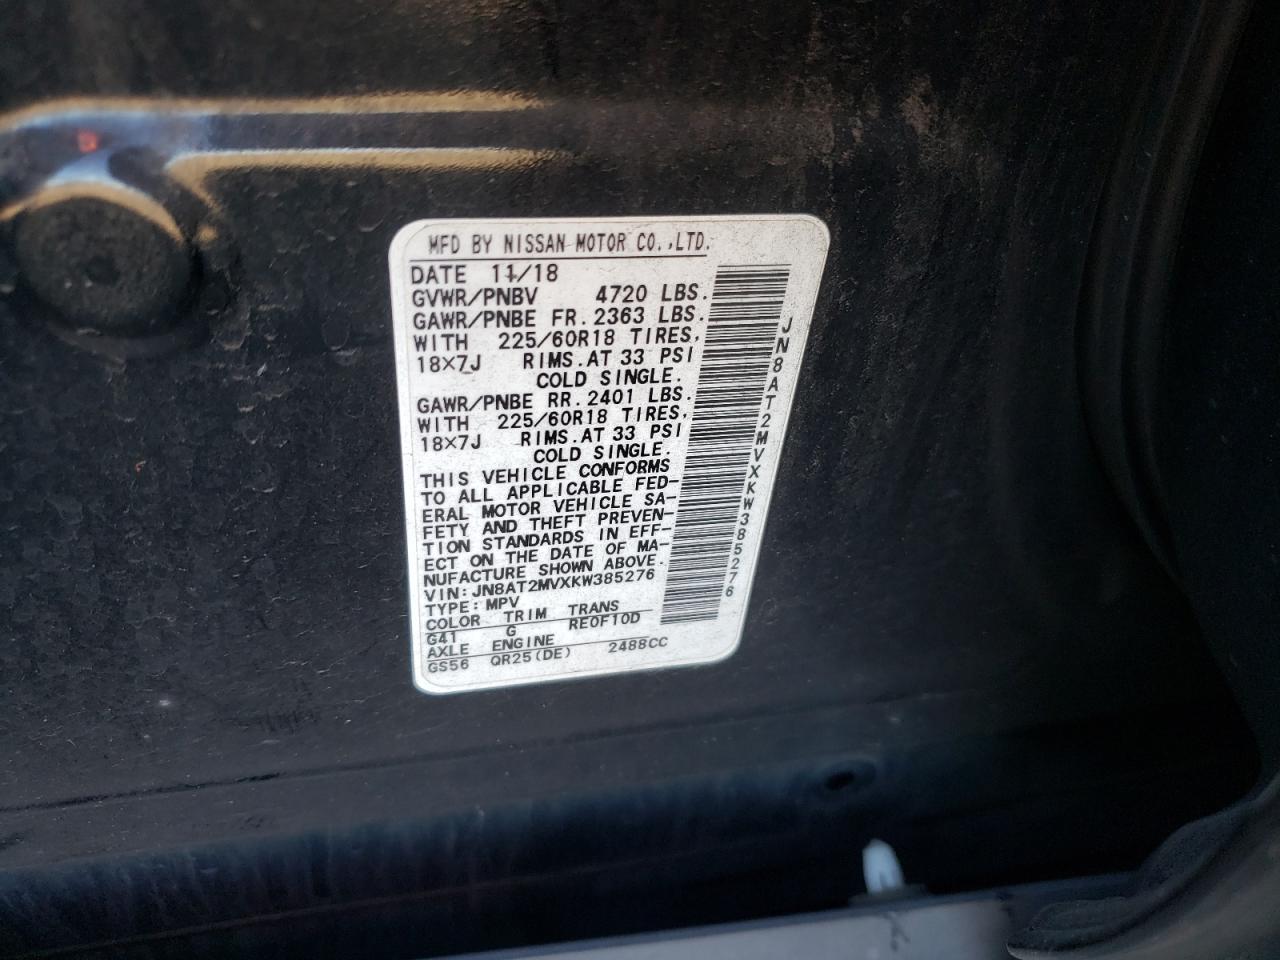 MFD BY NISSAN MOTOR CO.,LTD.
DATE 11/18
GVWR/PNBV 4720 LBS.
GAWR/PNBE FR.2363 LBS.
WITH 225/60R18 TIRES,
18×7J RIMS.AT 33 PSI
COLD SINGLE.
GAWR/PNBE RR.2401 LBS.
WITH 225/60R18 TIRES,
18×7J RIMS.AT 33 PSI
COLD SINGLE.
THIS VEHICLE CONFORMS
TO ALL APPLICABLE FED-
ERAL MOTOR VEHICLE SA-
FETY AND THEFT PREVEN-
TION STANDARDS IN EFF-
ECT ON THE DATE OF MA-
NUFACTURE SHOWN ABOVE.
VIN:JN8AT2MVXKW385276
TYPE:MPV
COLOR TRIM TRANS
G41 G RE0F10D
AXLE ENGINE
GS56 QR25(DE) 2488CC
JN8AT2MVXKW385276